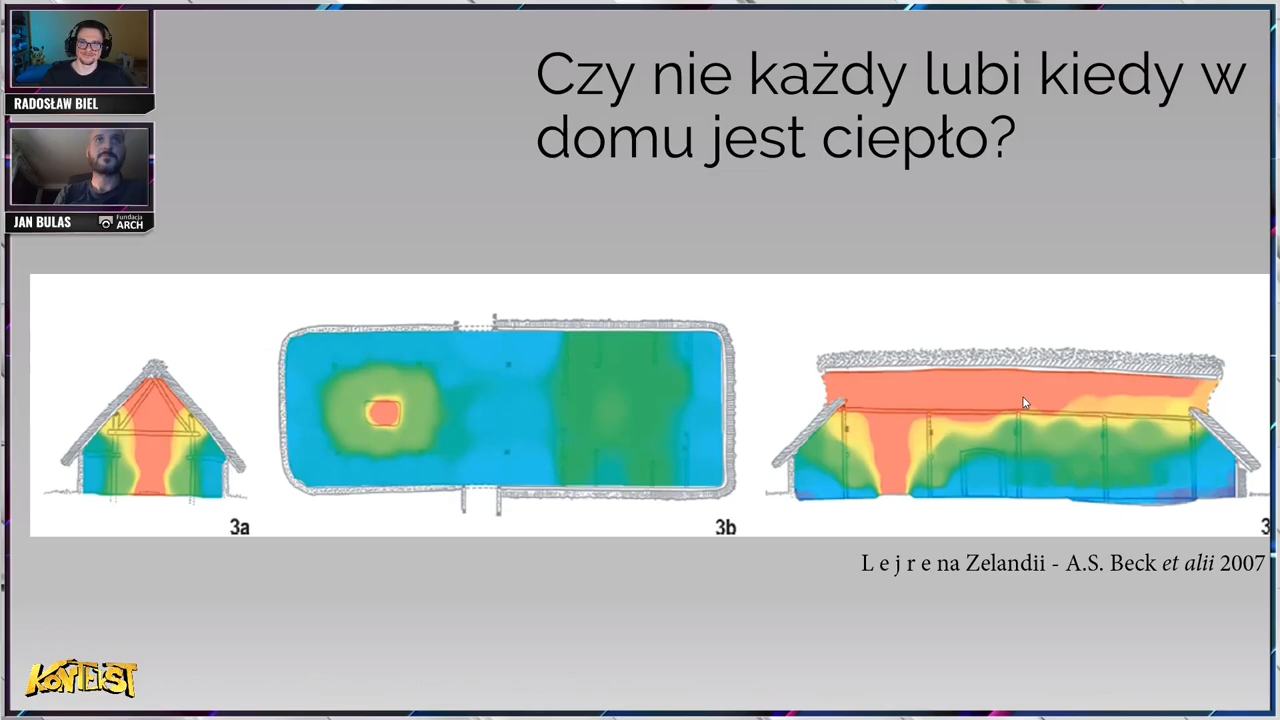 Czy nie każdy lubi kiedy w
domu jest ciepło?
RADOSŁAW BIEL
JAN BULAS
Fundacja
ARCH
3a
3b
3
L e j r e na Zelandii - A.S. Beck et alii 2007
KONTEKST